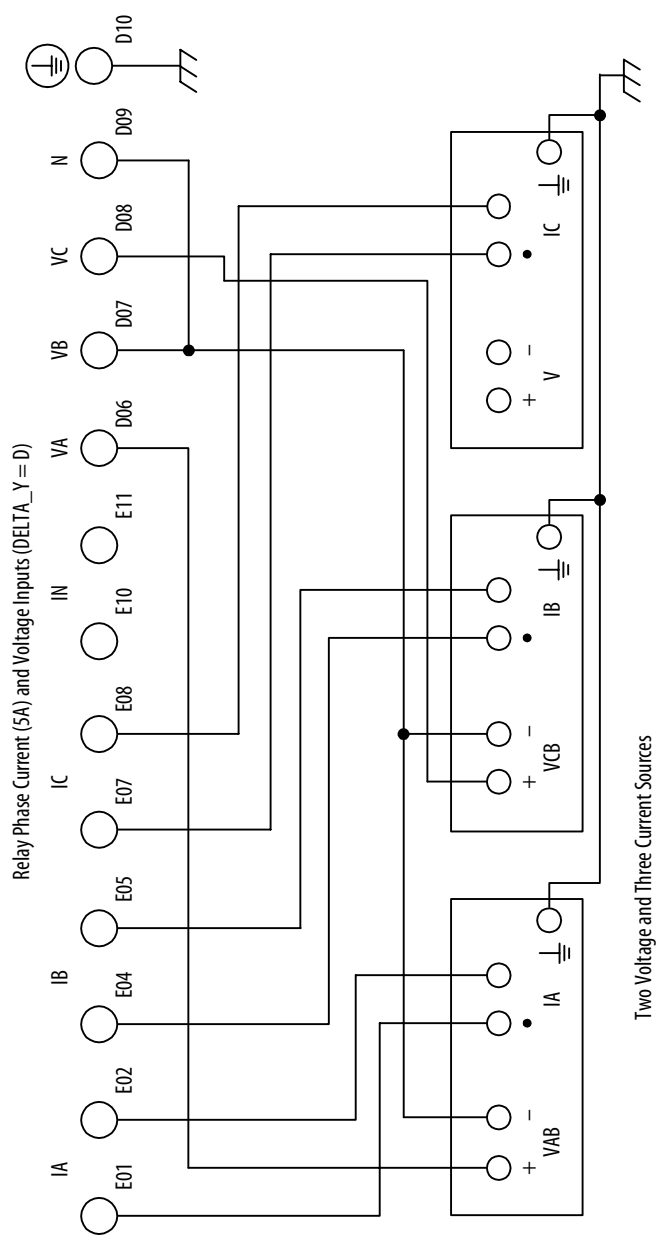 Relay Phase Current (5A) and Voltage Inputs (DELTA_Y = D)
IA IB IC IN VA VB VC N
E01 E02 E04 E05 E07 E08 E10 E11 D06 D07 D08 D09 D10
+ – + – + –
VAB IA VCB IB V IC
Two Voltage and Three Current Sources